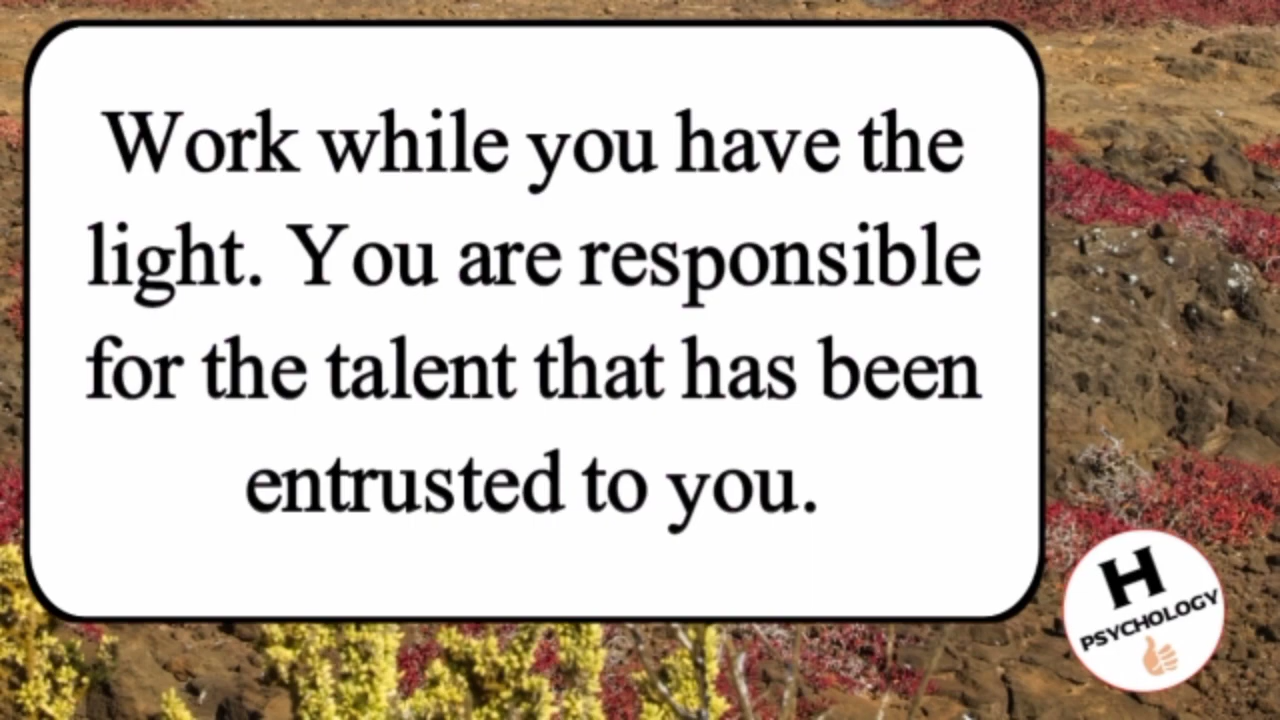 Work while you have the
light. You are responsible
for the talent that has been
entrusted to you.
H
PSYCHOLOGY